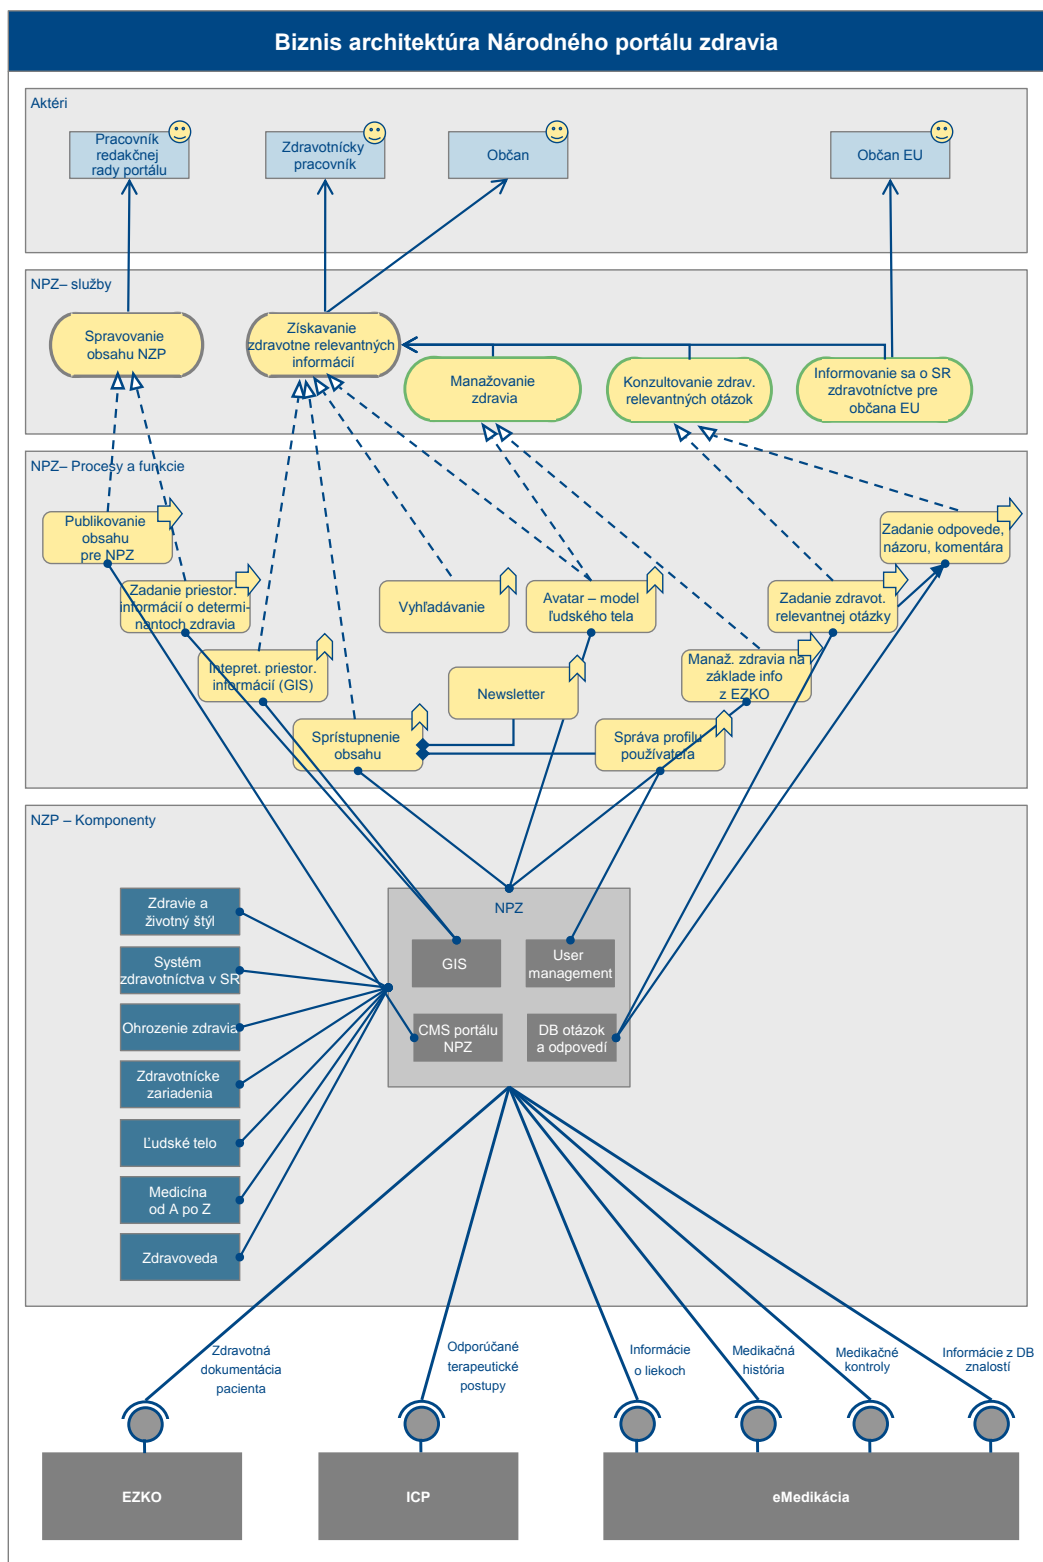 Biznis architektúra Národného portálu zdravia
Aktéri
Pracovník
redakčnej
rady portálu
Zdravotnícky
pracovník
Občan
Občan EU
NPZ– služby
Spravovanie
obsahu NZP
Získavanie
zdravotne relevantných
informácií
Manažovanie
zdravia
Konzultovanie zdrav.
relevantných otázok
Informovanie sa o SR
zdravotníctve pre
občana EU
NPZ– Procesy a funkcie
Publikovanie
obsahu
pre NPZ
Zadanie odpovede,
názoru, komentára
Zadanie priestor.
informácií o determi-
nantoch zdravia
Vyhľadávanie
Avatar – model
ľudského tela
Zadanie zdravot.
relevantnej otázky
Intepret. priestor.
informácií (GIS)
Newsletter
Manaž. zdravia na
základe info
z EZKO
Sprístupnenie
obsahu
Správa profilu
používateľa
NZP – Komponenty
NPZ
GIS
User
management
CMS portálu
NPZ
DB otázok
a odpovedí
Zdravie a
životný štýl
Systém
zdravotníctva v SR
Ohrozenie zdravia
Zdravotnícke
zariadenia
Ľudské telo
Medicína
od A po Z
Zdravoveda
Zdravotná
dokumentácia
pacienta
Odporúčané
terapeutické
postupy
Informácie
o liekoch
Medikačná
história
Medikačné
kontroly
Informácie z DB
znalostí
EZKO
ICP
eMedikácia